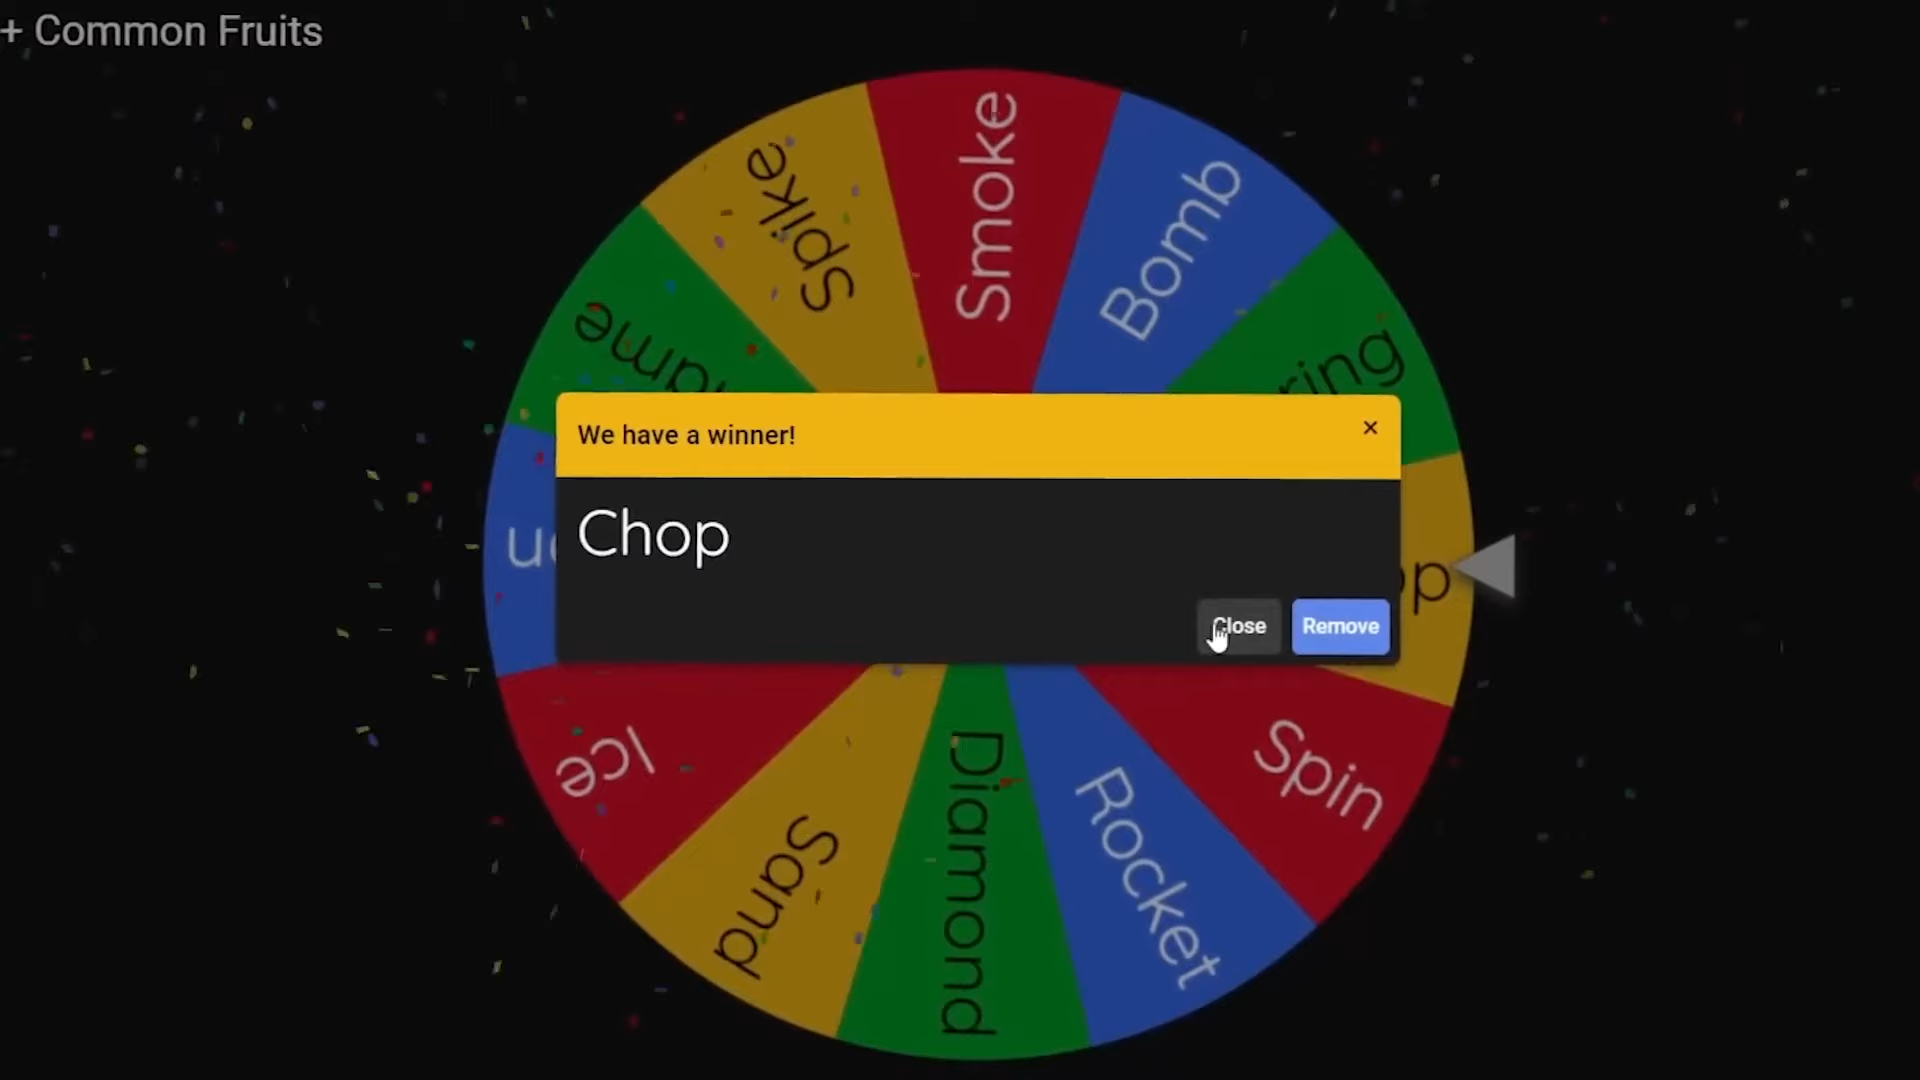 + Common Fruits
Smoke
Spike
Bomb
We have a winner!
Chop
Close
Remove
Ice
Spin
Sand
Diamond
Rocket